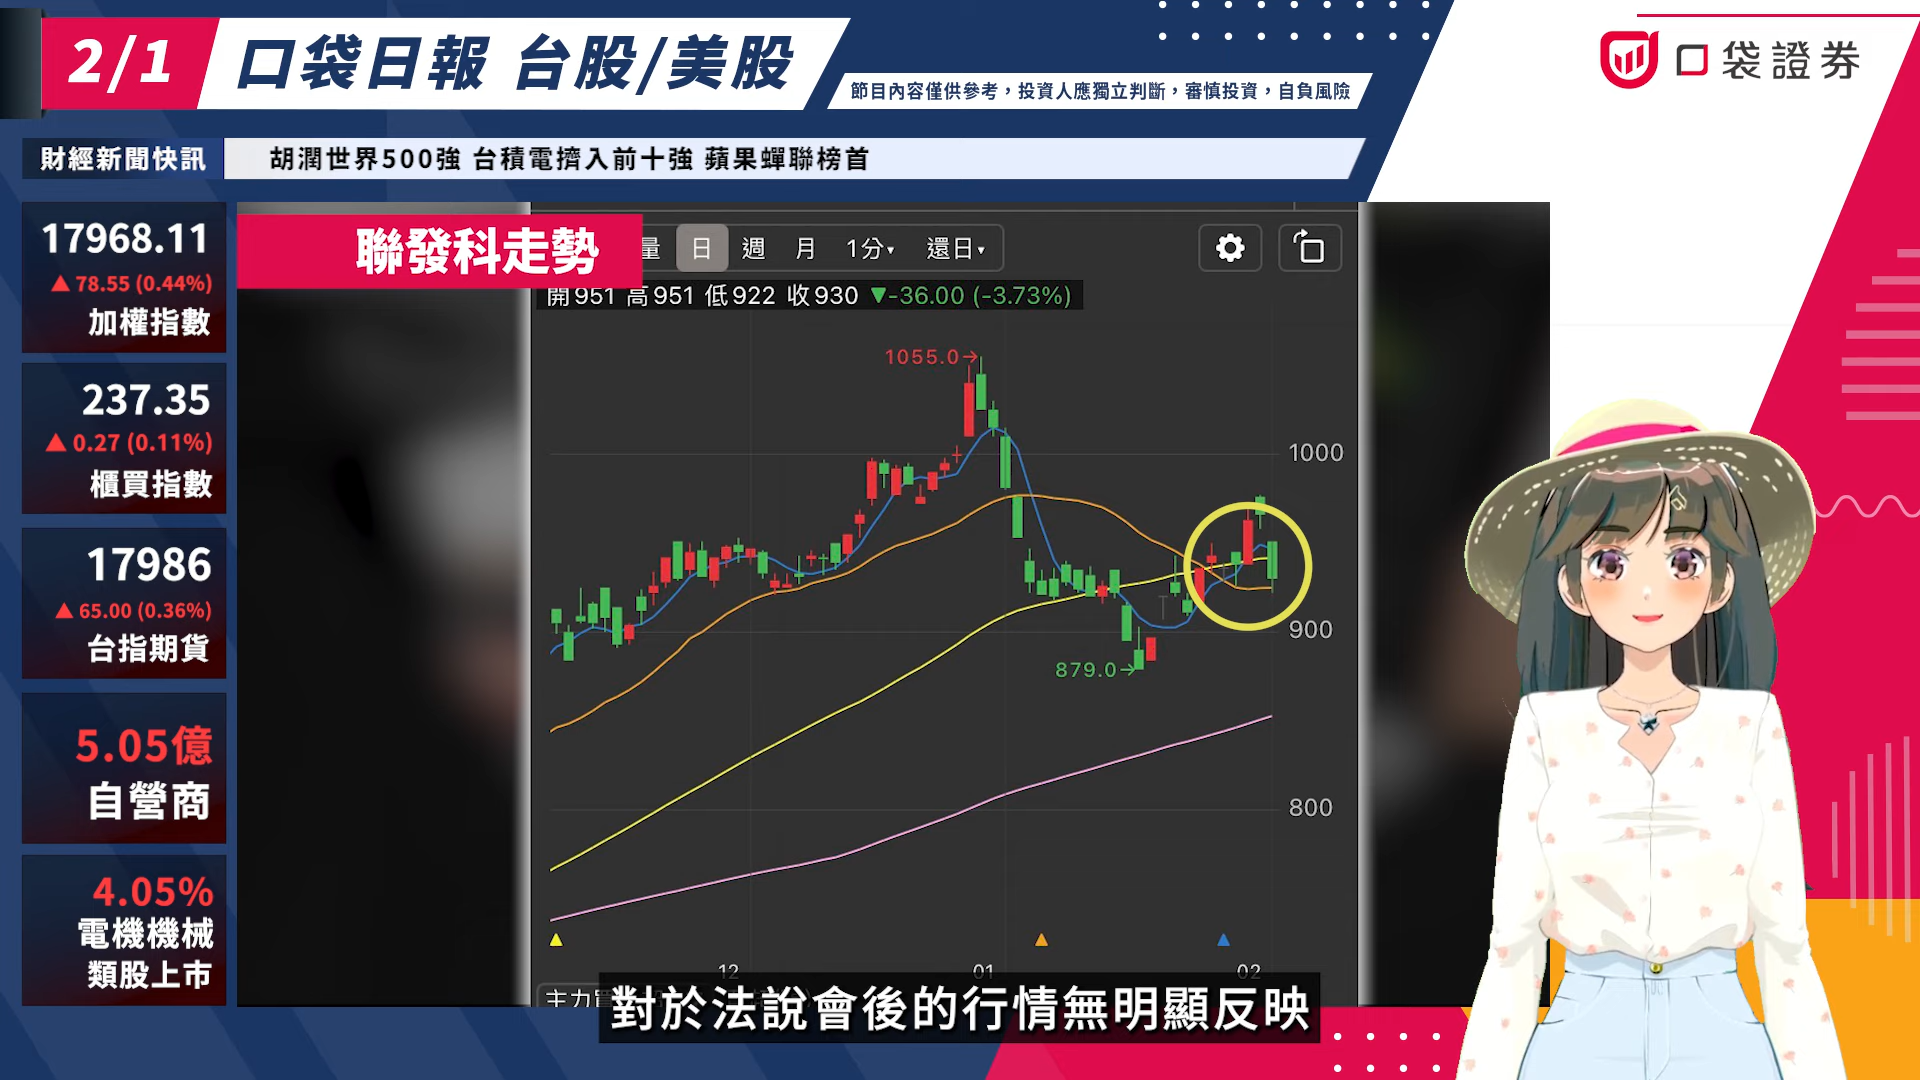 2/1
口袋日報 台股/美股
節目內容僅供參考，投資人應獨立判斷，審慎投資，自負風險
口袋證券
財經新聞快訊
胡潤世界500強 台積電擠入前十強 蘋果蟬聯榜首
17968.11
▲78.55 (0.44%)
加權指數
237.35
▲0.27 (0.11%)
櫃買指數
17986
▲65.00 (0.36%)
台指期貨
5.05億
自營商
4.05%
電機機械
類股上市
聯發科走勢
量 日 週 月 1分▾ 還日▾
開951 高951 低922 收930 ▼-36.00 (-3.73%)
1055.0→
1000
900
879.0→
800
12 01 02
主力
對於法說會後的行情無明顯反映